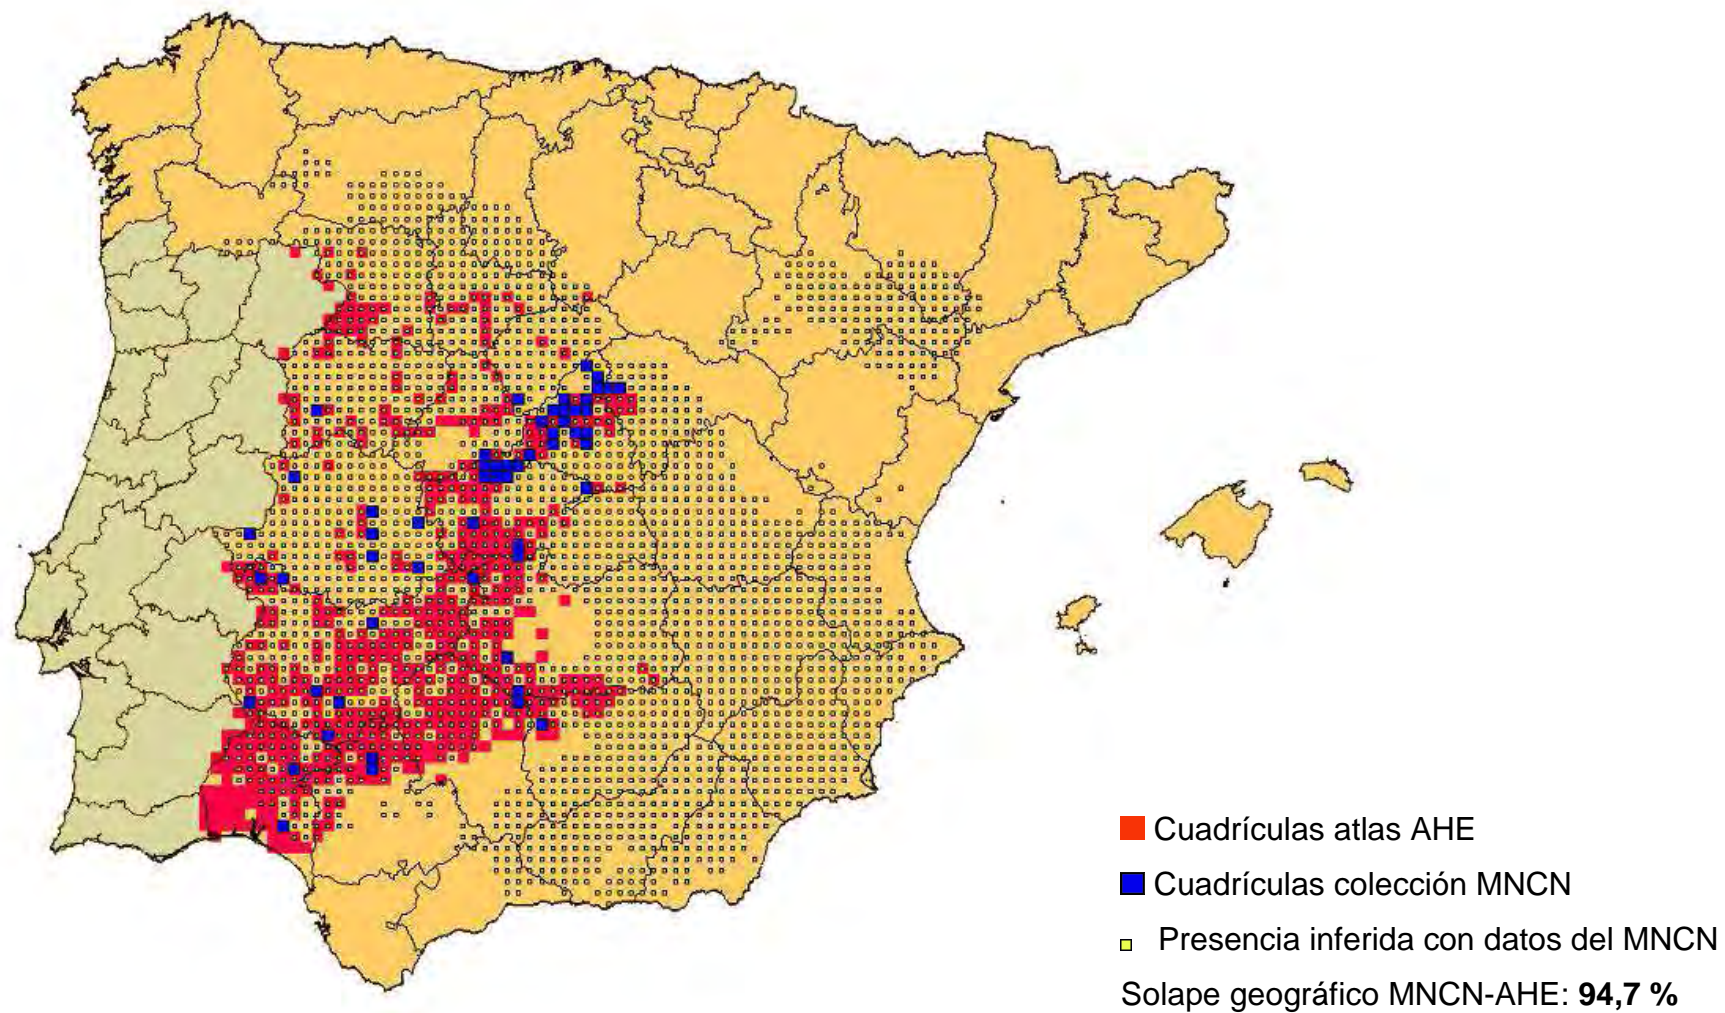 Cuadrículas atlas AHE
Cuadrículas colección MNCN
Presencia inferida con datos del MNCN
Solape geográfico MNCN-AHE: 94,7 %